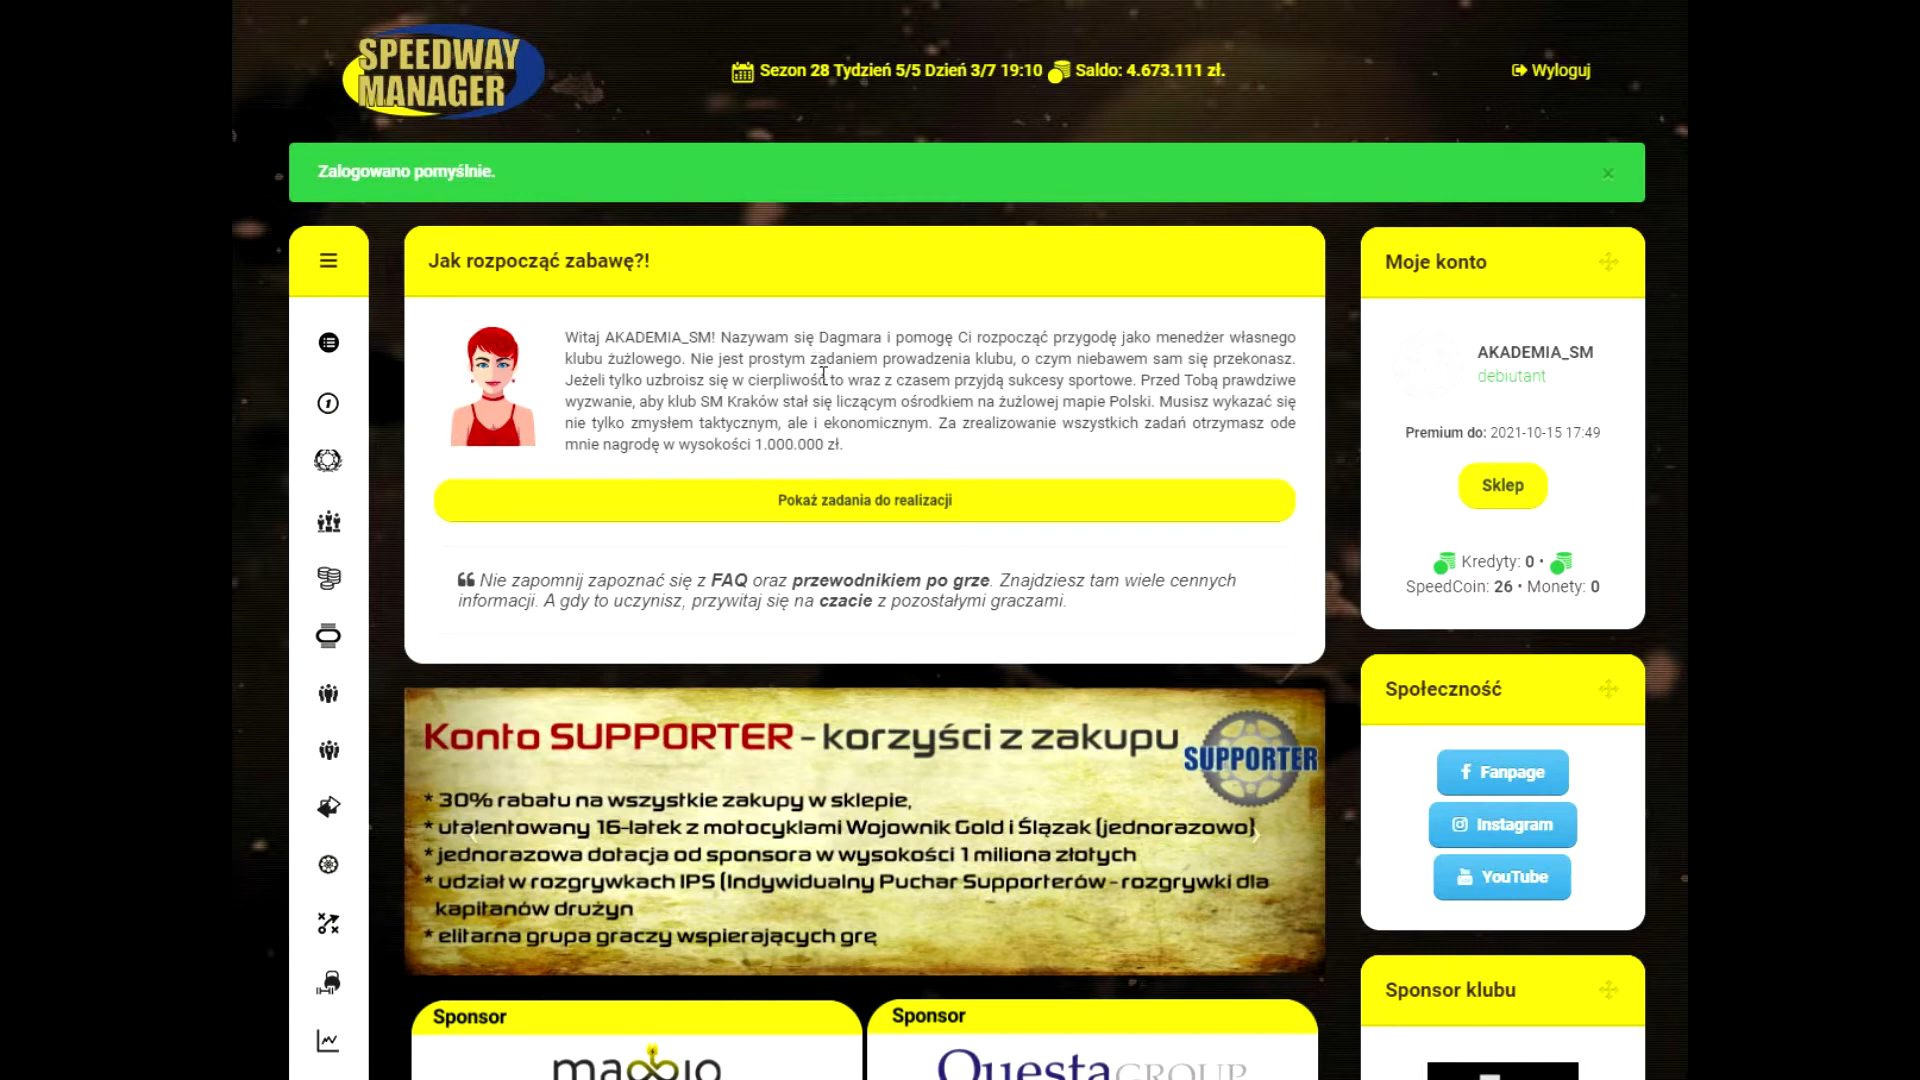 SPEEDWAY
MANAGER
Sezon 28 Tydzień 5/5 Dzień 3/7 19:10 Saldo: 4.673.111 zł.
Wyloguj
Zalogowano pomyślnie.
×
Jak rozpocząć zabawę?!
Witaj AKADEMIA_SM! Nazywam się Dagmara i pomogę Ci rozpocząć przygodę jako menedżer własnego
klubu żużlowego. Nie jest prostym zadaniem prowadzenia klubu, o czym niebawem sam się przekonasz.
Jeżeli tylko uzbroisz się w cierpliwość to wraz z czasem przyjdą sukcesy sportowe. Przed Tobą prawdziwe
wyzwanie, aby klub SM Kraków stał się liczącym ośrodkiem na żużlowej mapie Polski. Musisz wykazać się
nie tylko zmysłem taktycznym, ale i ekonomicznym. Za zrealizowanie wszystkich zadań otrzymasz ode
mnie nagrodę w wysokości 1.000.000 zł.
Pokaż zadania do realizacji
Nie zapomnij zapoznać się z FAQ oraz przewodnikiem po grze. Znajdziesz tam wiele cennych
informacji. A gdy to uczynisz, przywitaj się na czacie z pozostałymi graczami.
Konto SUPPORTER - korzyści z zakupu
SUPPORTER
* 30% rabatu na wszystkie zakupy w sklepie,
* utalentowany 16-latek z motocyklami Wojownik Gold i Ślązak (jednorazowo)
* jednorazowa dotacja od sponsora w wysokości 1 miliona złotych
* udział w rozgrywkach IPS (Indywidualny Puchar Supporterów - rozgrywki dla
kapitanów drużyn
* elitarna grupa graczy wspierających grę
Sponsor
Sponsor
Questa GROUP
Moje konto
AKADEMIA_SM
debiutant
Premium do: 2021-10-15 17:49
Sklep
Kredyty: 0 •
SpeedCoin: 26 • Monety: 0
Społeczność
Fanpage
Instagram
YouTube
Sponsor klubu